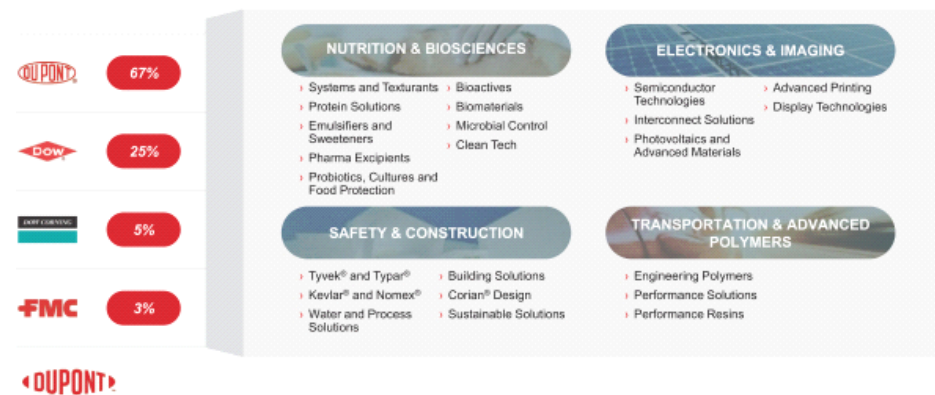 DUPONT®
67%
DOW®
25%
DOW CORNING
5%
FMC
3%
DUPONT
NUTRITION & BIOSCIENCES
› Systems and Texturants
› Protein Solutions
› Emulsifiers and
Sweeteners
› Pharma Excipients
› Probiotics, Cultures and
Food Protection
› Bioactives
› Biomaterials
› Microbial Control
› Clean Tech
ELECTRONICS & IMAGING
› Semiconductor
Technologies
› Interconnect Solutions
› Photovoltaics and
Advanced Materials
› Advanced Printing
› Display Technologies
SAFETY & CONSTRUCTION
› Tyvek® and Typar®
› Kevlar® and Nomex®
› Water and Process
Solutions
› Building Solutions
› Corian® Design
› Sustainable Solutions
TRANSPORTATION & ADVANCED
POLYMERS
› Engineering Polymers
› Performance Solutions
› Performance Resins